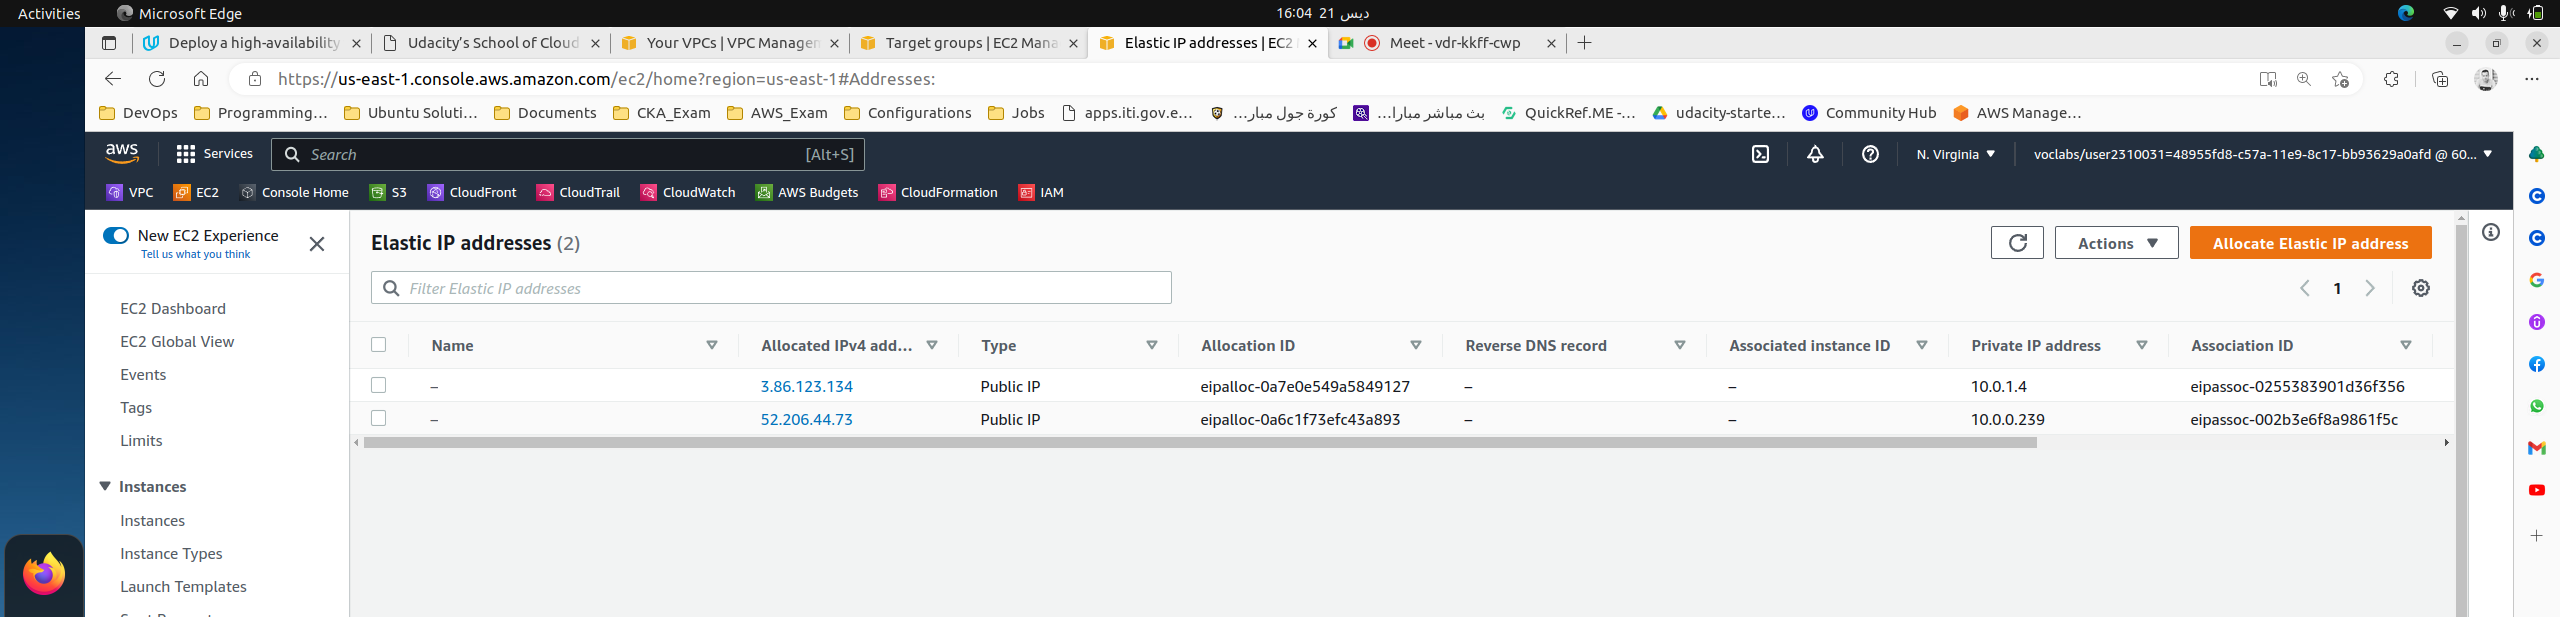 Activities Microsoft Edge 16:04 21 ديس
Deploy a high-availability Udacity's School of Cloud Your VPCs | VPC Managem Target groups | EC2 Mana Elastic IP addresses | EC2 Meet - vdr-kkff-cwp
https://us-east-1.console.aws.amazon.com/ec2/home?region=us-east-1#Addresses:
DevOps Programming... Ubuntu Soluti... Documents CKA_Exam AWS_Exam Configurations Jobs apps.iti.gov.e... كورة جول مبار... بث مباشر مبارا... QuickRef.ME -... udacity-starte... Community Hub AWS Manage...
aws Services Search [Alt+S] N. Virginia voclabs/user2310031=48955fd8-c57a-11e9-8c17-bb93629a0afd @ 60...
VPC EC2 Console Home S3 CloudFront CloudTrail CloudWatch AWS Budgets CloudFormation IAM
New EC2 Experience
Tell us what you think
EC2 Dashboard
EC2 Global View
Events
Tags
Limits
Instances
Instances
Instance Types
Launch Templates
Elastic IP addresses (2) Actions Allocate Elastic IP address
Filter Elastic IP addresses 1
Name Allocated IPv4 add... Type Allocation ID Reverse DNS record Associated instance ID Private IP address Association ID
– 3.86.123.134 Public IP eipalloc-0a7e0e549a5849127 – – 10.0.1.4 eipassoc-0255383901d36f356
– 52.206.44.73 Public IP eipalloc-0a6c1f73efc43a893 – – 10.0.0.239 eipassoc-002b3e6f8a9861f5c